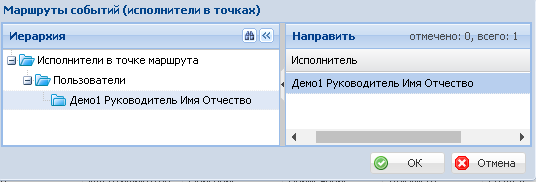 Маршруты событий (исполнители в точках)
Иерархия
Исполнители в точке маршрута
Пользователи
Демо1 Руководитель Имя Отчество
Направить отмечено: 0, всего: 1
Исполнитель
Демо1 Руководитель Имя Отчество
OK Отмена